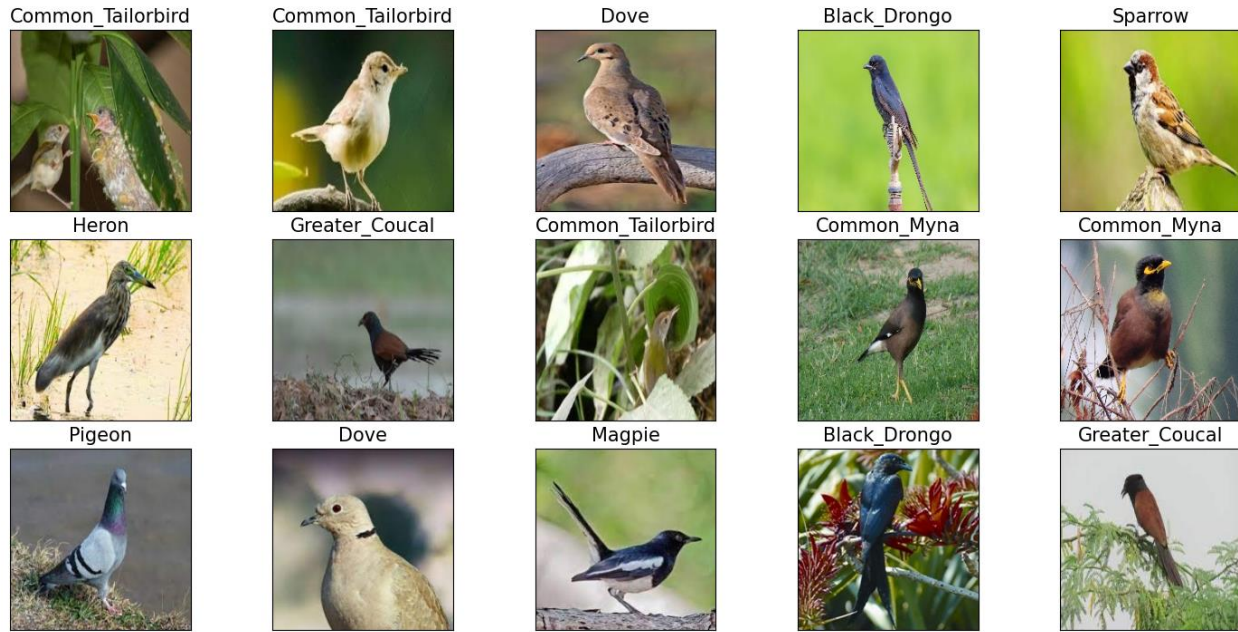 Common_Tailorbird
Common_Tailorbird
Dove
Black_Drongo
Sparrow
Heron
Greater_Coucal
Common_Tailorbird
Common_Myna
Common_Myna
Pigeon
Dove
Magpie
Black_Drongo
Greater_Coucal